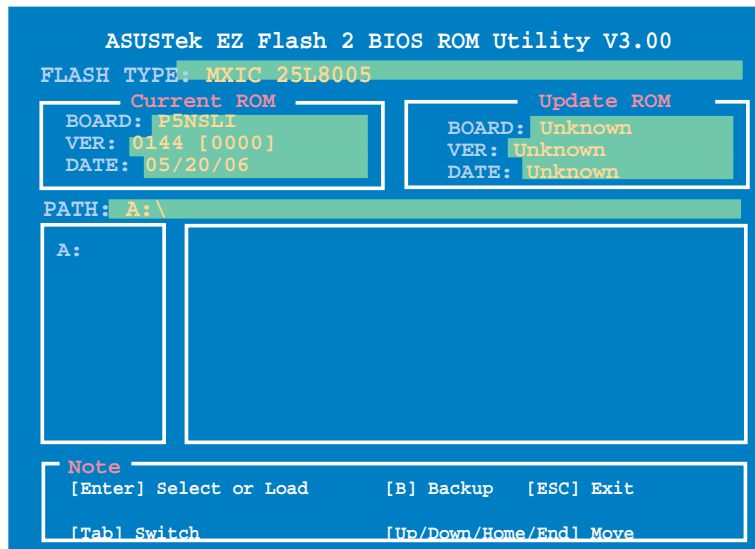 ASUSTek EZ Flash 2 BIOS ROM Utility V3.00
FLASH TYPE: MXIC 25L8005
Current ROM
BOARD: P5NSLI
VER: 0144 [0000]
DATE: 05/20/06
Update ROM
BOARD: Unknown
VER: Unknown
DATE: Unknown
PATH: A:\
A:
Note
[Enter] Select or Load [B] Backup [ESC] Exit
[Tab] Switch [Up/Down/Home/End] Move